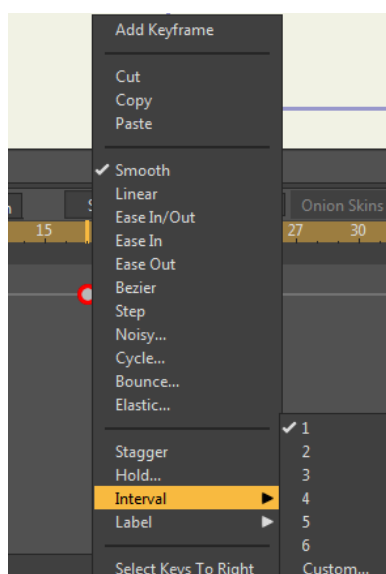 Add Keyframe
Cut
Copy
Paste
Smooth
Linear
Ease In/Out
Ease In
Ease Out
Bezier
Step
Noisy...
Cycle...
Bounce...
Elastic...
Stagger
Hold...
Interval
Label
Select Keys To Right
Onion Skins
15
27 30
1
2
3
4
5
6
Custom...